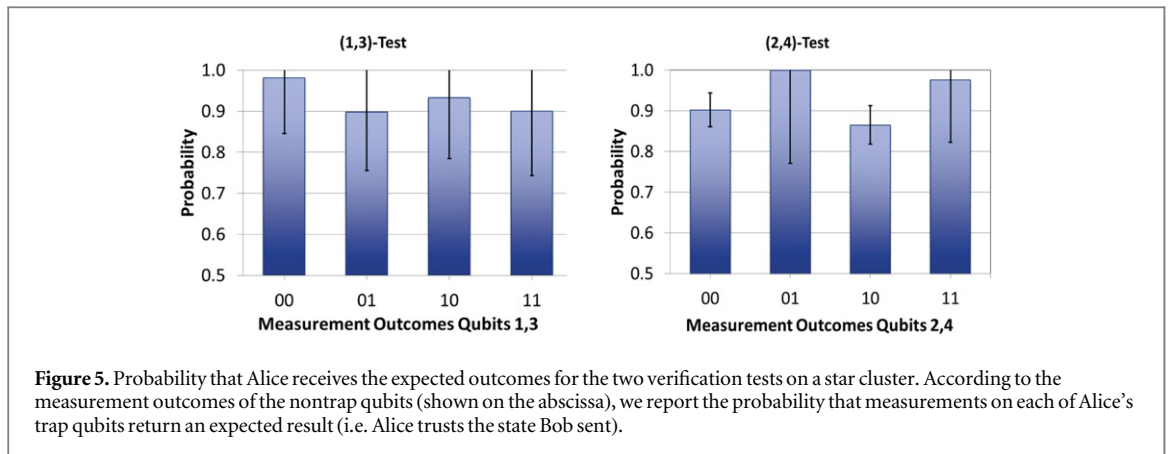 (1,3)-Test
1.0
0.9
0.8
0.7
0.6
0.5
Probability
00 01 10 11
Measurement Outcomes Qubits 1,3
(2,4)-Test
1.0
0.9
0.8
0.7
0.6
0.5
Probability
00 01 10 11
Measurement Outcomes Qubits 2,4
Figure 5. Probability that Alice receives the expected outcomes for the two verification tests on a star cluster. According to the
measurement outcomes of the nontrap qubits (shown on the abscissa), we report the probability that measurements on each of Alice's
trap qubits return an expected result (i.e. Alice trusts the state Bob sent).